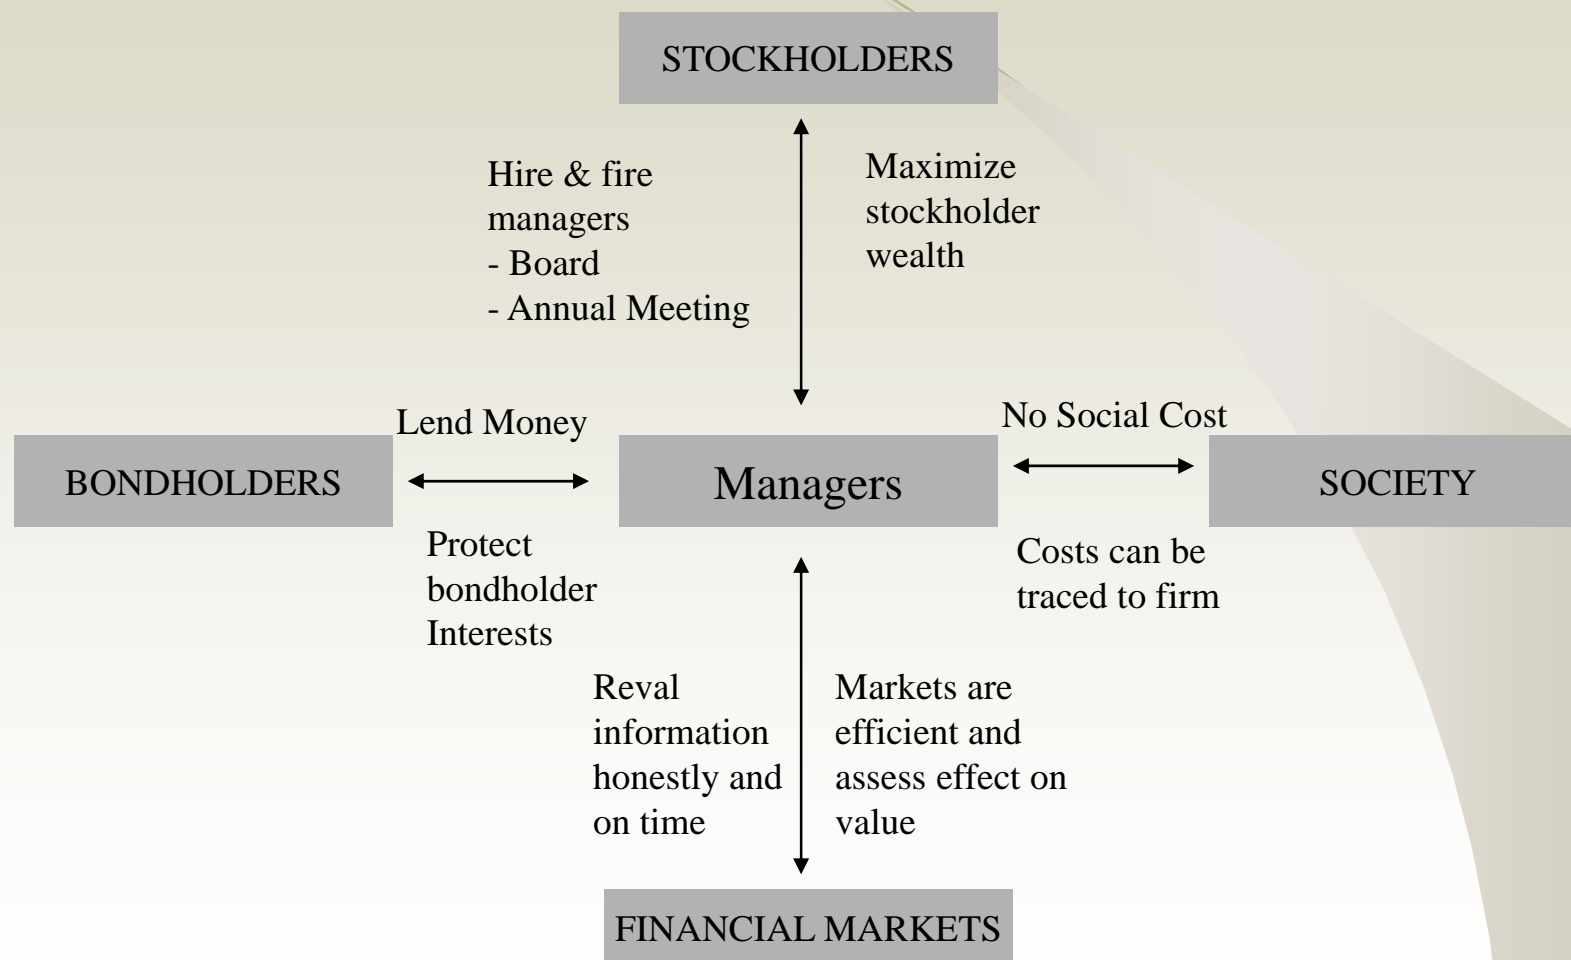 STOCKHOLDERS
Hire & fire
managers
- Board
- Annual Meeting
Maximize
stockholder
wealth
Lend Money
No Social Cost
BONDHOLDERS
Managers
SOCIETY
Protect
bondholder
Interests
Costs can be
traced to firm
Reval
information
honestly and
on time
Markets are
efficient and
assess effect on
value
FINANCIAL MARKETS